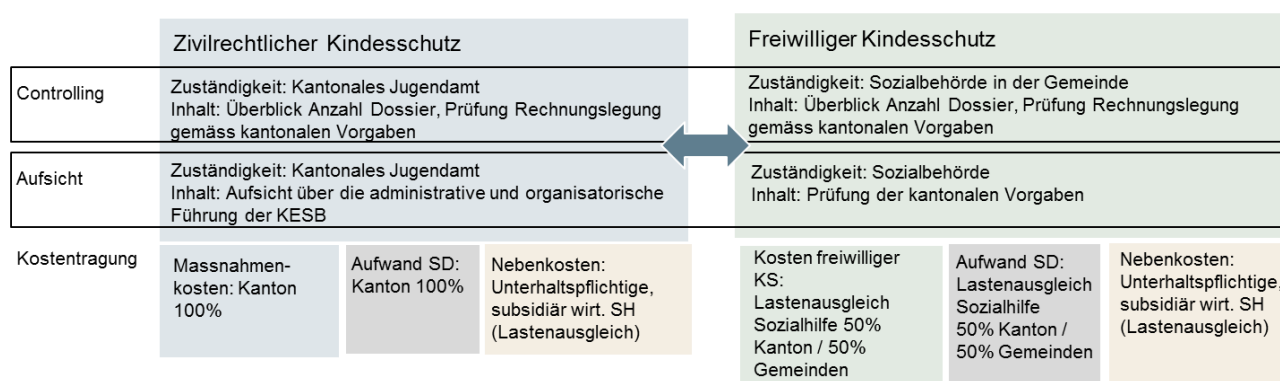 Zivilrechtlicher Kindesschutz
Freiwilliger Kindesschutz
Controlling
Zuständigkeit: Kantonales Jugendamt
Inhalt: Überblick Anzahl Dossier, Prüfung Rechnungslegung
gemäss kantonalen Vorgaben
Zuständigkeit: Sozialbehörde in der Gemeinde
Inhalt: Überblick Anzahl Dossier, Prüfung Rechnungslegung
gemäss kantonalen Vorgaben
Aufsicht
Zuständigkeit: Kantonales Jugendamt
Inhalt: Aufsicht über die administrative und organisatorische
Führung der KESB
Zuständigkeit: Sozialbehörde
Inhalt: Prüfung der kantonalen Vorgaben
Kostentragung
Massnahmen-
kosten: Kanton
100%
Aufwand SD:
Kanton 100%
Nebenkosten:
Unterhaltspflichtige,
subsidiär wirt. SH
(Lastenausgleich)
Kosten freiwilliger
KS:
Lastenausgleich
Sozialhilfe 50%
Kanton / 50%
Gemeinden
Aufwand SD:
Lastenausgleich
Sozialhilfe
50% Kanton /
50% Gemeinden
Nebenkosten:
Unterhaltspflichtige,
subsidiär wirt. SH
(Lastenausgleich)